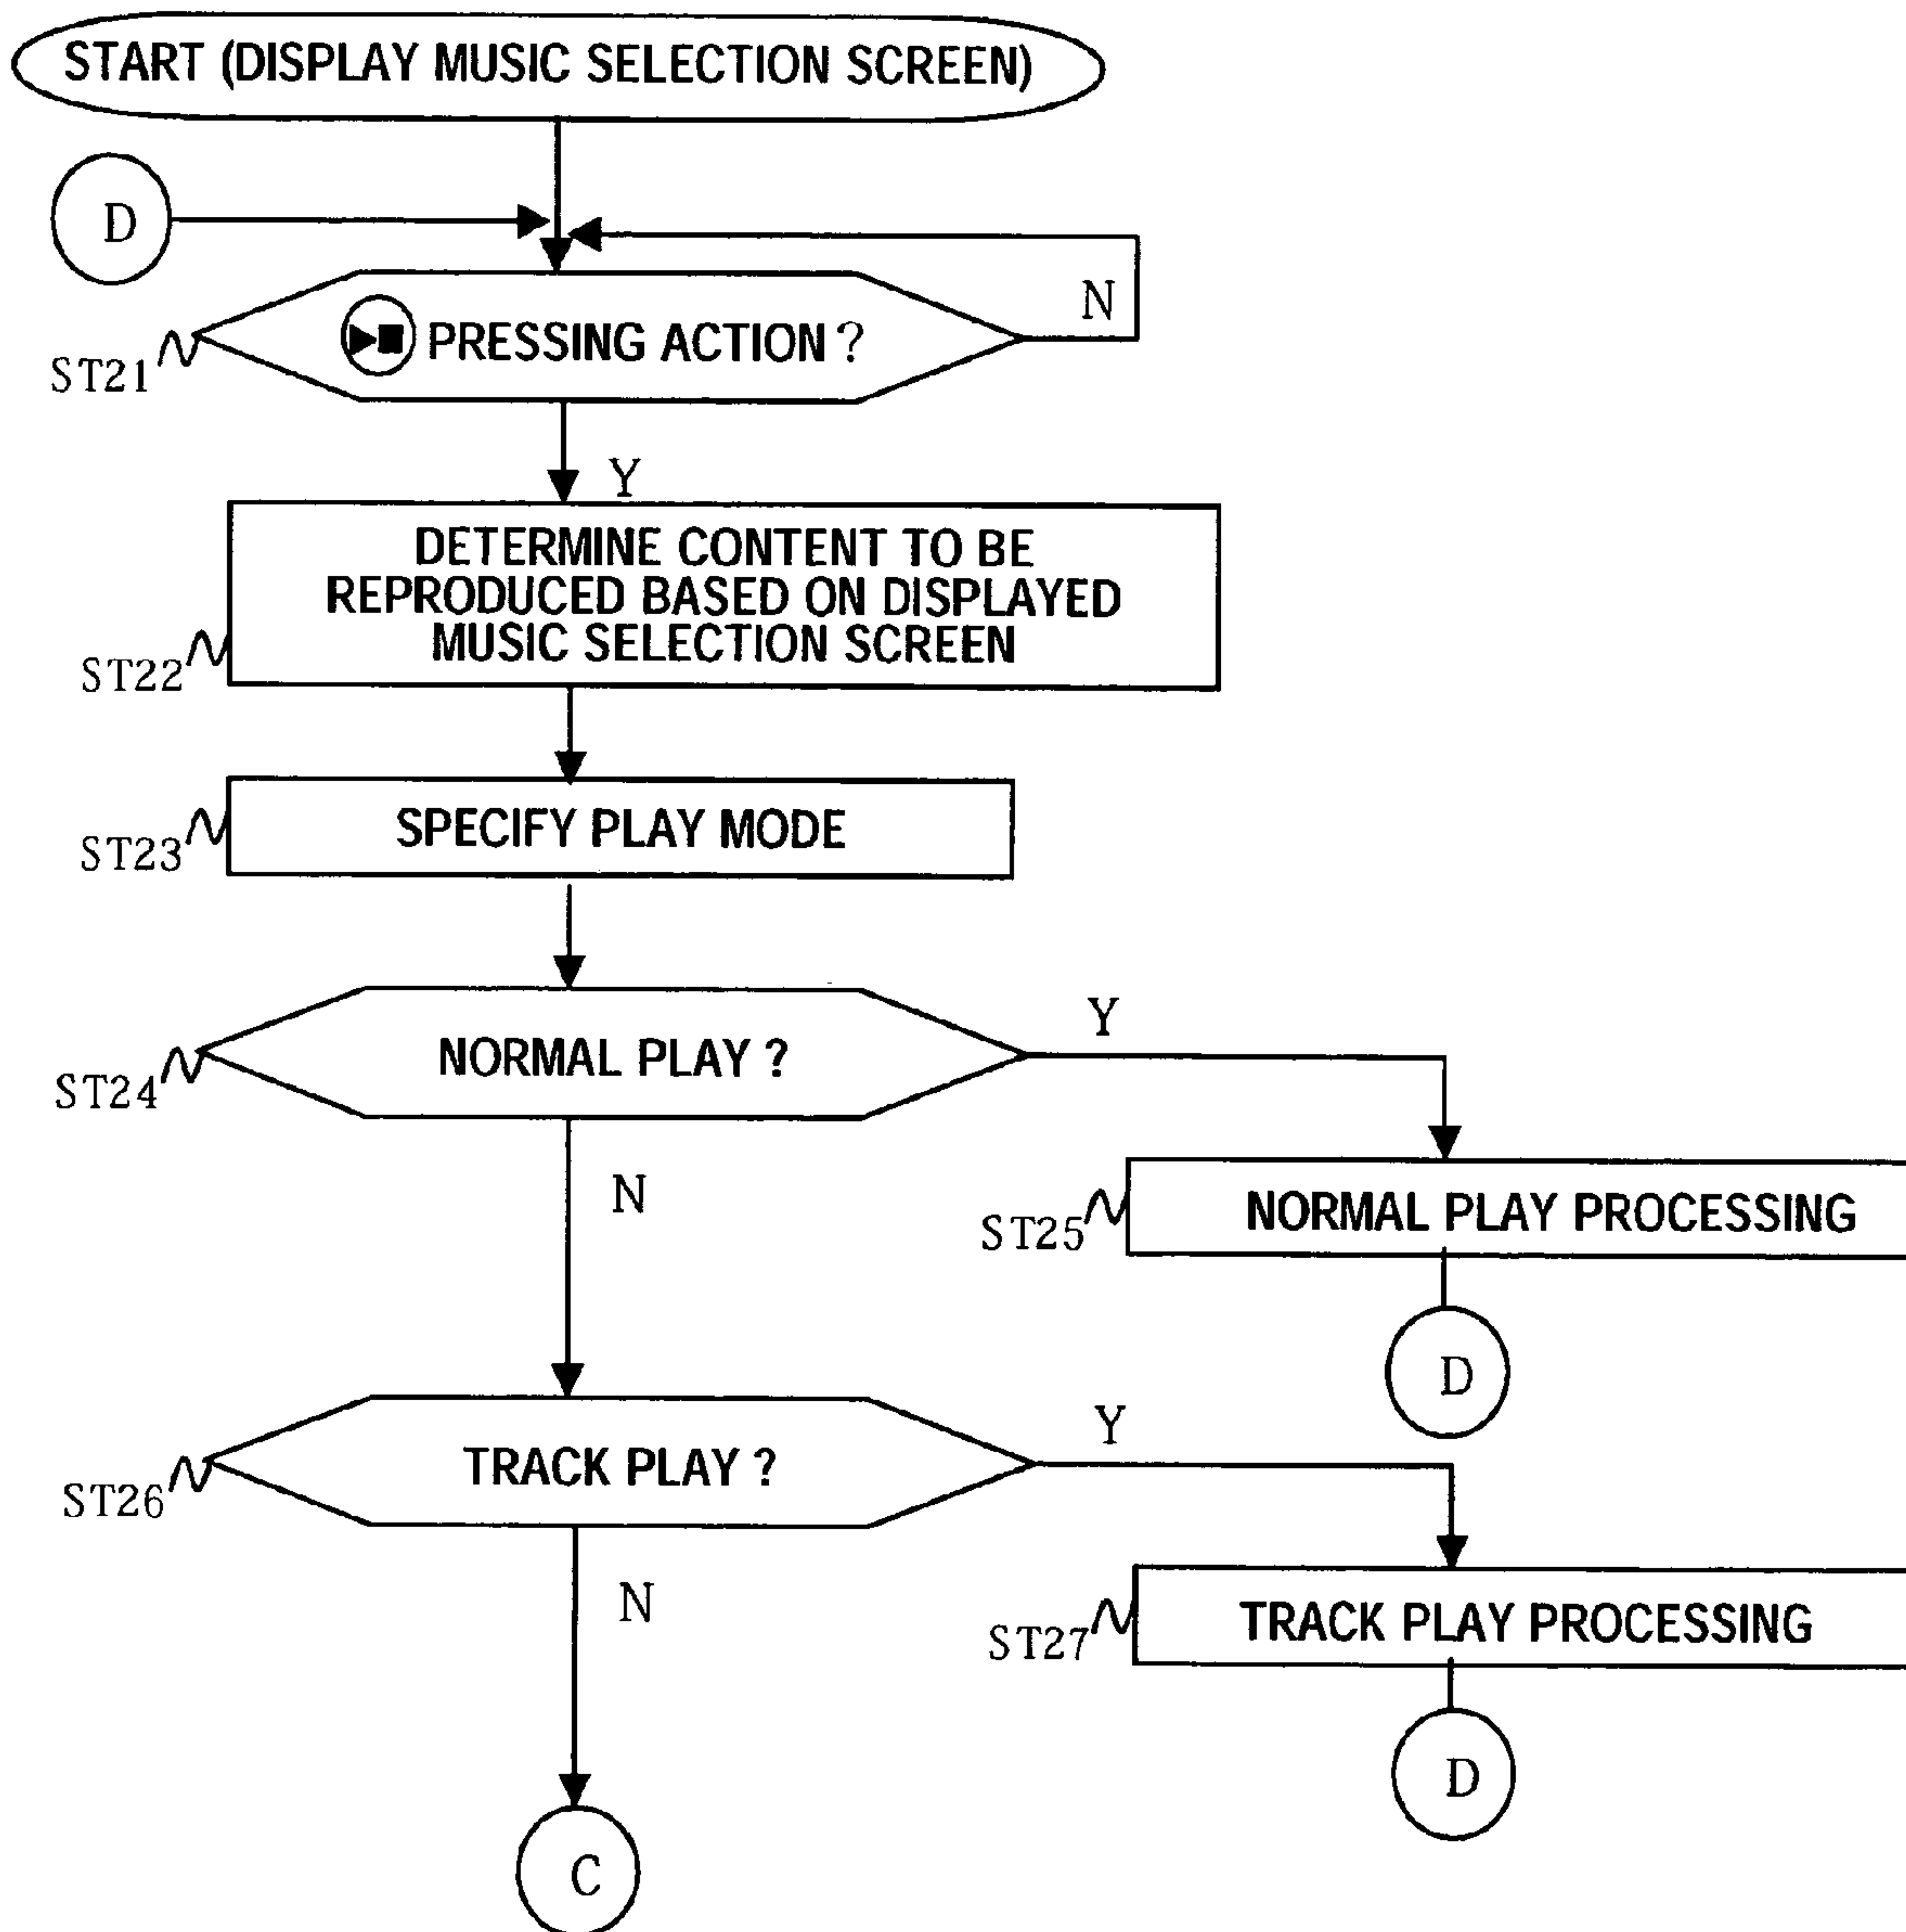 START (DISPLAY MUSIC SELECTION SCREEN)
D
N
PRESSING ACTION ?
ST21
Y
DETERMINE CONTENT TO BE
REPRODUCED BASED ON DISPLAYED
MUSIC SELECTION SCREEN
ST22
SPECIFY PLAY MODE
ST23
Y
NORMAL PLAY ?
ST24
N
NORMAL PLAY PROCESSING
ST25
D
Y
TRACK PLAY ?
ST26
N
TRACK PLAY PROCESSING
ST27
D
C